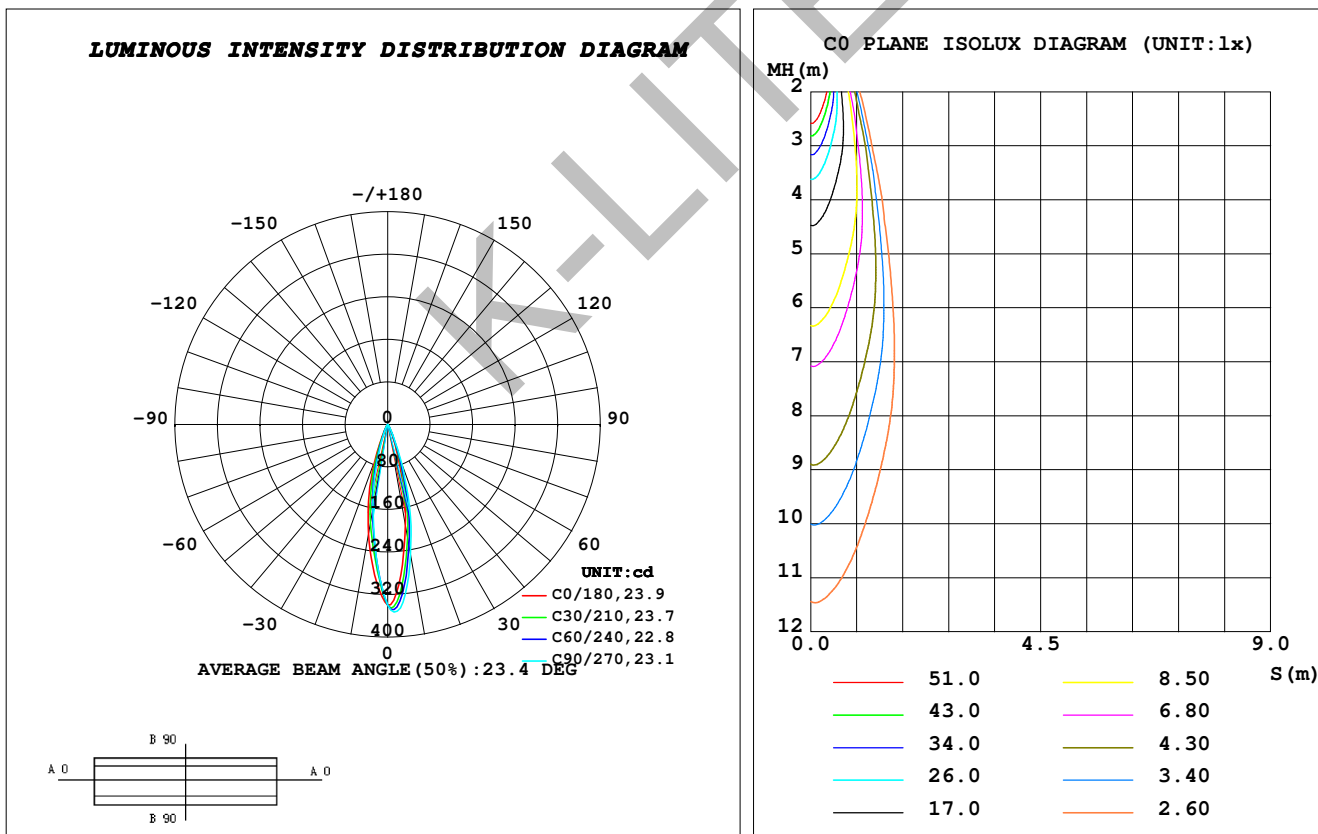 LUMINOUS INTENSITY DISTRIBUTION DIAGRAM
-/+180
-150
150
-120
120
-90
90
-60
60
-30
30
0
80
160
240
320
400
0
UNIT:cd
C0/180,23.9
C30/210,23.7
C60/240,22.8
C90/270,23.1
AVERAGE BEAM ANGLE(50%):23.4 DEG
B 90
A 0
A 0
B 90
K-LITE
C0 PLANE ISOLUX DIAGRAM (UNIT:lx)
MH(m)
2
3
4
5
6
7
8
9
10
11
12
0.0
4.5
9.0
S(m)
51.0
8.50
43.0
6.80
34.0
4.30
26.0
3.40
17.0
2.60